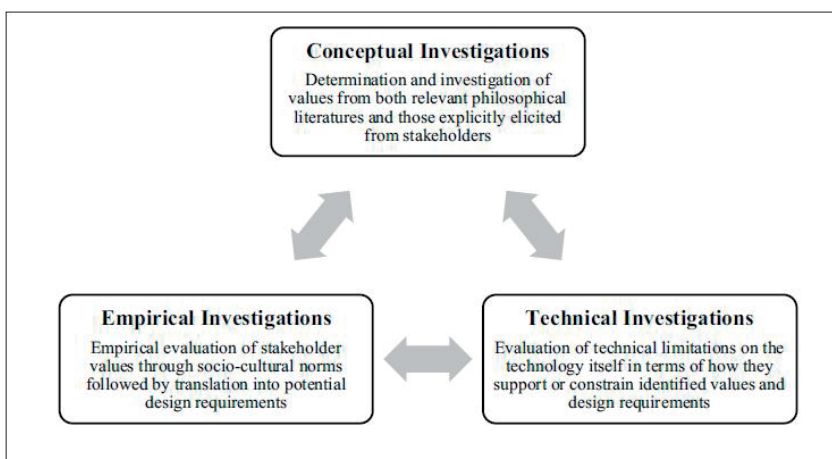 Conceptual Investigations
Determination and investigation of
values from both relevant philosophical
literatures and those explicitly elicited
from stakeholders
Empirical Investigations
Empirical evaluation of stakeholder
values through socio-cultural norms
followed by translation into potential
design requirements
Technical Investigations
Evaluation of technical limitations on the
technology itself in terms of how they
support or constrain identified values and
design requirements